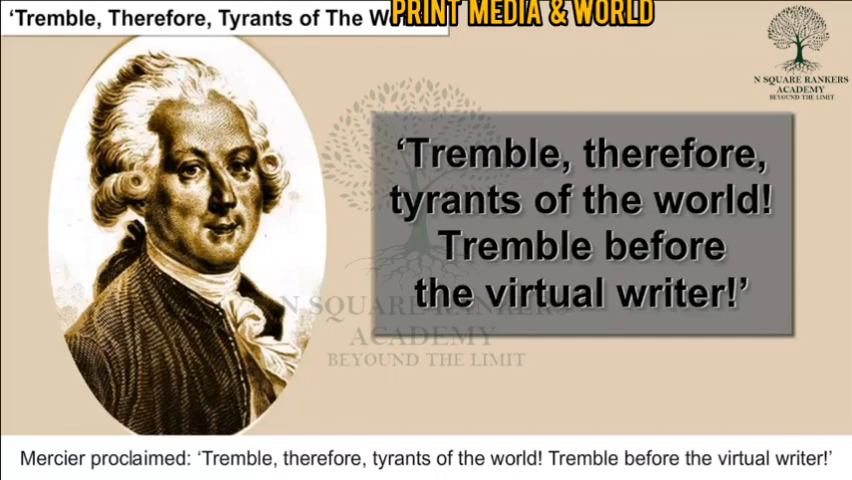 ‘Tremble, Therefore, Tyrants of The W
PRINT MEDIA & WORLD
N SQUARE RANKERS
ACADEMY
BEYOUND THE LIMIT
‘Tremble, therefore,
tyrants of the world!
Tremble before
the virtual writer!’
N SQUARE RANKERS
ACADEMY
BEYOUND THE LIMIT
Mercier proclaimed: ‘Tremble, therefore, tyrants of the world! Tremble before the virtual writer!’